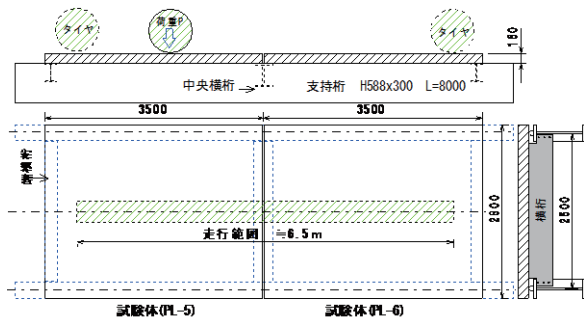 タイヤ
荷重P
タイヤ
160
中央横桁
支持桁 H588x300 L=8000
3500
3500
端横桁
走行範囲 ≒6.5m
2800
横桁
2500
試験体(PL-5)
試験体(PL-6)